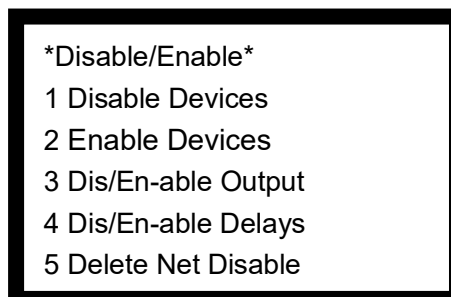 *Disable/Enable*
1 Disable Devices
2 Enable Devices
3 Dis/En-able Output
4 Dis/En-able Delays
5 Delete Net Disable